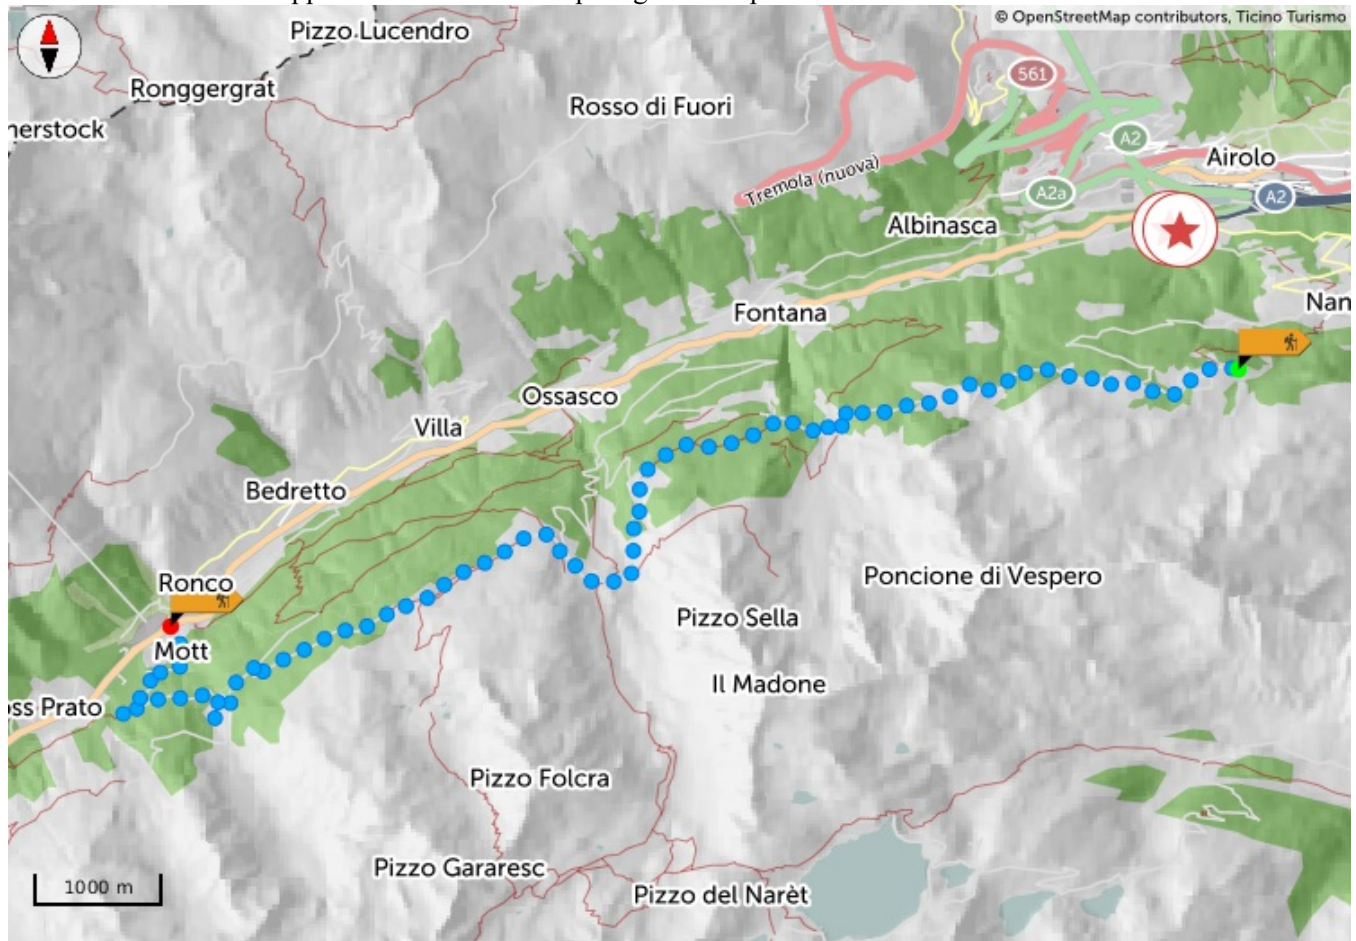 © OpenStreetMap contributors, Ticino Turismo
Pizzo Lucendro
561
Ronggergrat
Rosso di Fuori
nerstock
A2
Airolo
Tremola (nuova)
A2a
A2
Albinasca
Nan
Fontana
Ossasco
Villa
Bedretto
Ronco
Poncione di Vespero
Pizzo Sella
Mott
Il Madone
oss Prato
Pizzo Folcra
Pizzo Gararesc
1000 m
Pizzo del Narèt